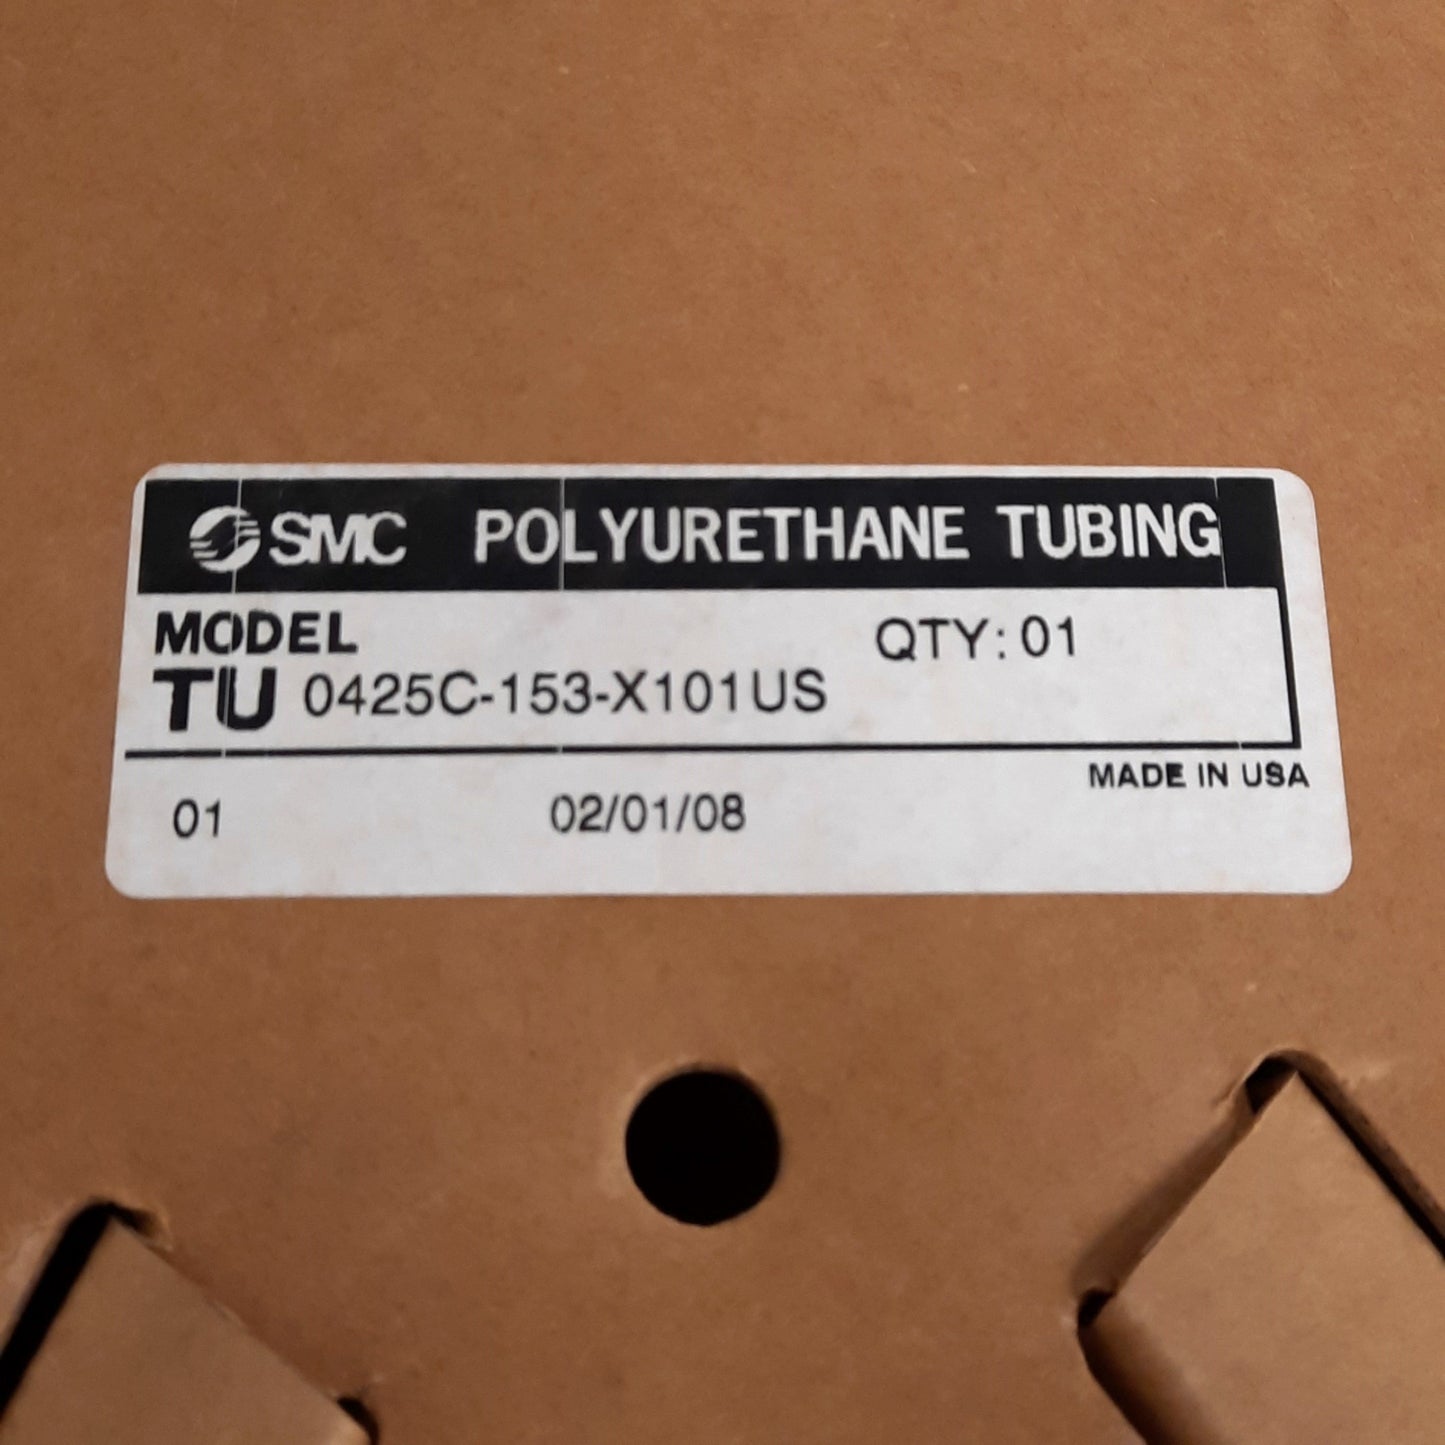 SMC POLYURETHANE TUBING
MODEL
QTY: 01
TU 0425C-153-X101US
MADE IN USA
01 02/01/08